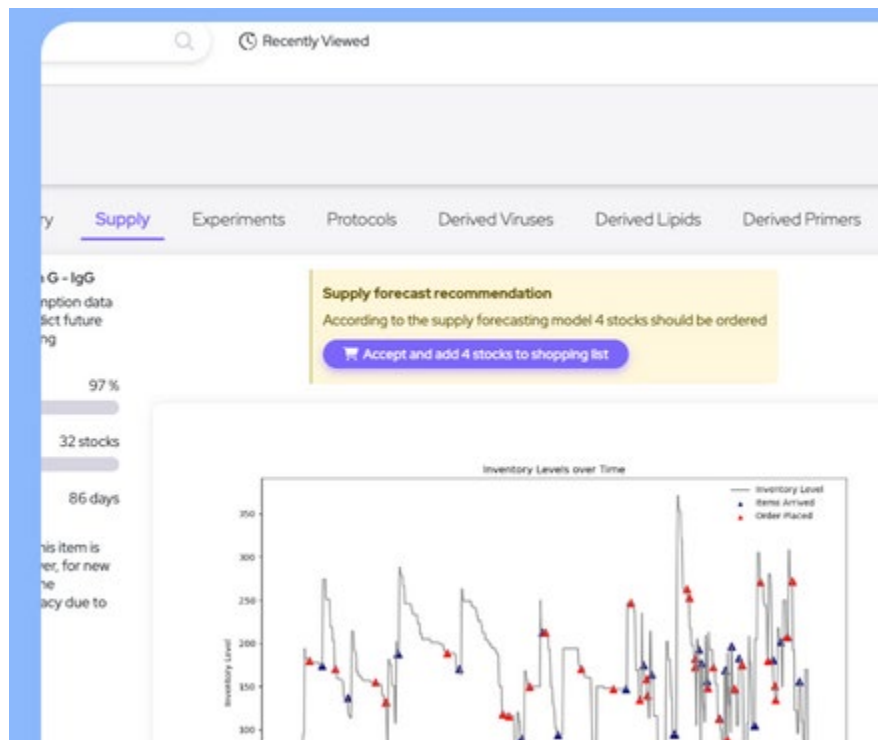 Recently Viewed
ry Supply Experiments Protocols Derived Viruses Derived Lipids Derived Primers
G - IgG
mption data
dict future
ng
97 %
32 stocks
86 days
his item is
er, for new
he
acy due to
Supply forecast recommendation
According to the supply forecasting model 4 stocks should be ordered
Accept and add 4 stocks to shopping list
Inventory Levels over Time
Inventory Level
Items Arrived
Order Placed
Inventory Level
350
300
250
200
150
100